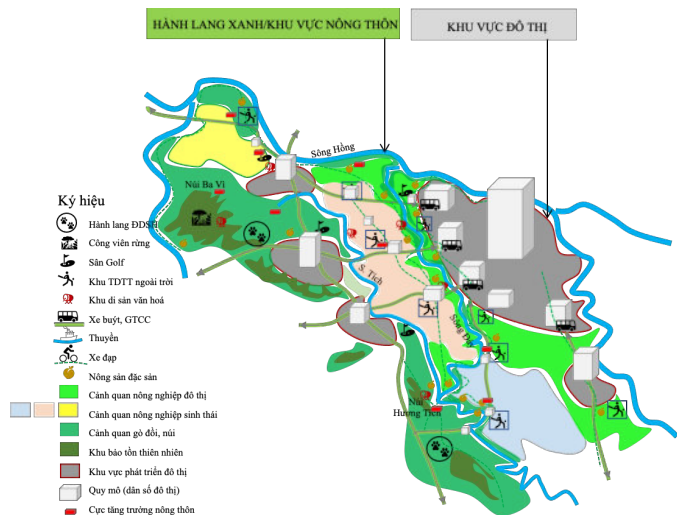 HÀNH LANG XANH/KHU VỰC NÔNG THÔN
KHU VỰC ĐÔ THỊ
Sông Hồng
Núi Ba Vì
S. Tích
Sông Đ
Núi
Hương Tích
Ký hiệu
Hành lang ĐDSH
Công viên rừng
Sân Golf
Khu TDTT ngoài trời
Khu di sản văn hoá
Xe buýt, GTCC
Thuyền
Xe đạp
Nông sản đặc sản
Cảnh quan nông nghiệp đô thị
Cảnh quan nông nghiệp sinh thái
Cảnh quan gò đồi, núi
Khu bảo tồn thiên nhiên
Khu vực phát triển đô thị
Quy mô (dân số đô thị)
Cực tăng trưởng nông thôn